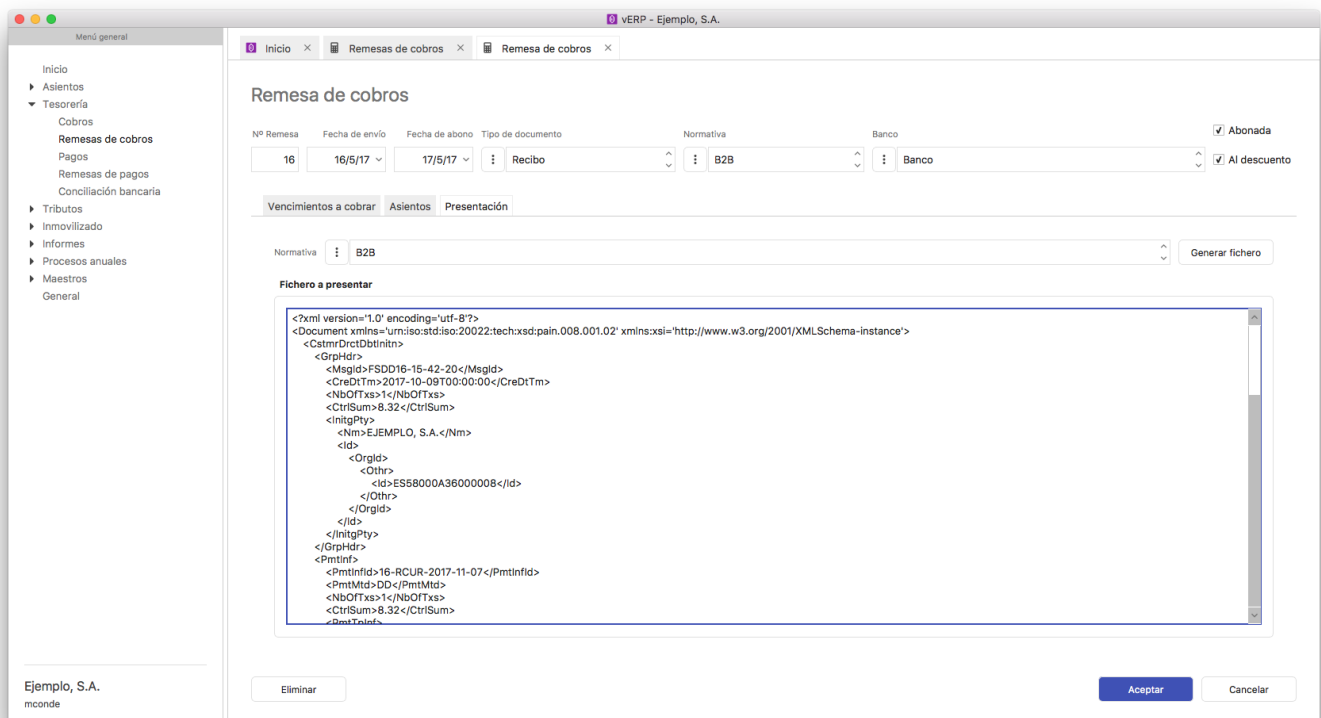 vERP - Ejemplo, S.A.
Menú general
Inicio
Asientos
Tesorería
Cobros
Remesas de cobros
Pagos
Remesas de pagos
Conciliación bancaria
Tributos
Inmovilizado
Informes
Procesos anuales
Maestros
General
Ejemplo, S.A.
mconde
Inicio × Remesas de cobros × Remesa de cobros ×
Remesa de cobros
Nº Remesa Fecha de envío Fecha de abono Tipo de documento Normativa Banco Abonada
16 16/5/17 17/5/17 Recibo B2B Banco Al descuento
Vencimientos a cobrar Asientos Presentación
Normativa B2B Generar fichero
Fichero a presentar
<?xml version='1.0' encoding='utf-8'?>
<Document xmlns='urn:iso:std:iso:20022:tech:xsd:pain.008.001.02' xmlns:xsi='http://www.w3.org/2001/XMLSchema-instance'>
<CstmrDrctDbtInitn>
<GrpHdr>
<MsgId>FSDD16-15-42-20</MsgId>
<CreDtTm>2017-10-09T00:00:00</CreDtTm>
<NbOfTxs>1</NbOfTxs>
<CtrlSum>8.32</CtrlSum>
<InitgPty>
<Nm>EJEMPLO, S.A.</Nm>
<Id>
<OrgId>
<Othr>
<Id>ES58000A36000008</Id>
</Othr>
</OrgId>
</Id>
</InitgPty>
</GrpHdr>
<PmtInf>
<PmtInfId>16-RCUR-2017-11-07</PmtInfId>
<PmtMtd>DD</PmtMtd>
<NbOfTxs>1</NbOfTxs>
<CtrlSum>8.32</CtrlSum>
<PmtTpInf>
Eliminar Aceptar Cancelar